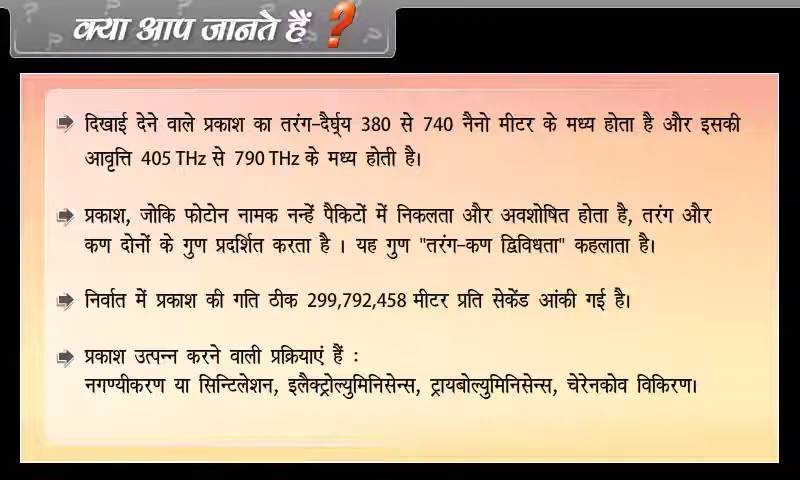 क्या आप जानते हैं ?
दिखाई देने वाले प्रकाश का तरंग-दैर्घ्य 380 से 740 नैनो मीटर के मध्य होता है और इसकी
आवृत्ति 405 THz से 790 THz के मध्य होती है।
प्रकाश, जोकि फोटोन नामक नन्हें पैकिटों में निकलता और अवशोषित होता है, तरंग और
कण दोनों के गुण प्रदर्शित करता है । यह गुण "तरंग-कण द्विविधता" कहलाता है।
निर्वात में प्रकाश की गति ठीक 299,792,458 मीटर प्रति सेकेंड आंकी गई है।
प्रकाश उत्पन्न करने वाली प्रक्रियाएं हैं :
नगण्यीकरण या सिन्टिलेशन, इलैक्ट्रोल्युमिनिसेन्स, ट्रायबोल्युमिनिसेन्स, चेरेनकोव विकिरण।